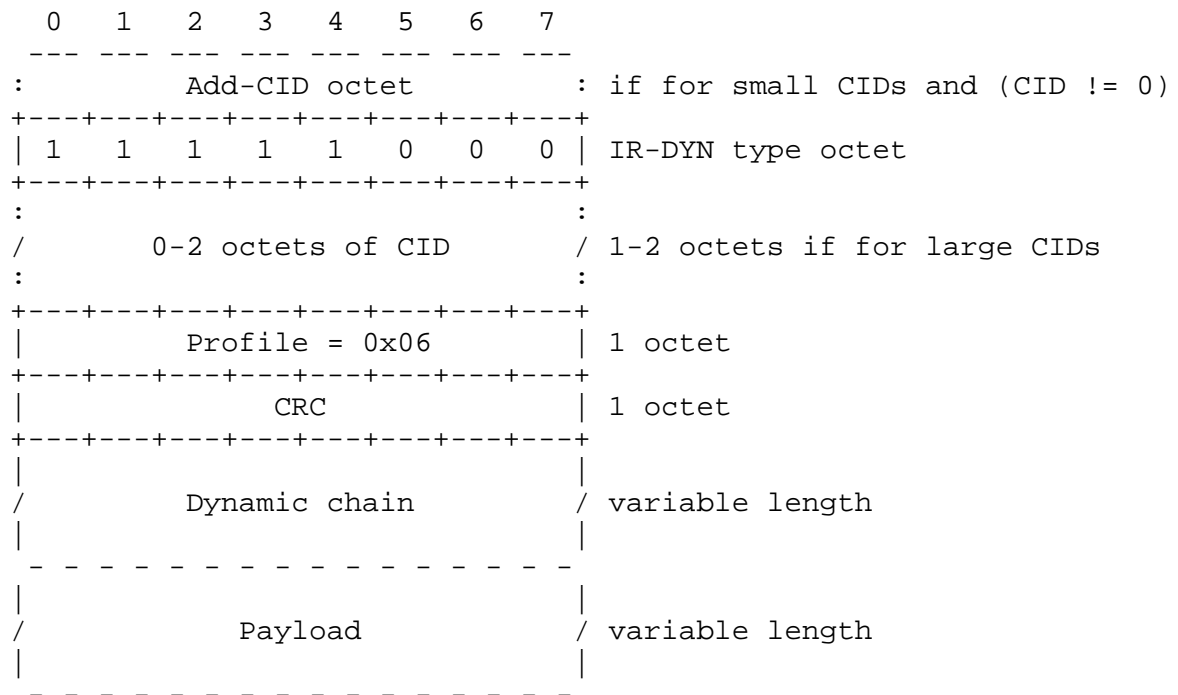 0   1   2   3   4   5   6   7
 --- --- --- --- --- --- --- ---
:         Add-CID octet         : if for small CIDs and (CID != 0)
+---+---+---+---+---+---+---+---+
| 1   1   1   1   1   0   0   0 | IR-DYN type octet
+---+---+---+---+---+---+---+---+
:                               :
/       0-2 octets of CID       / 1-2 octets if for large CIDs
:                               :
+---+---+---+---+---+---+---+---+
|         Profile = 0x06        | 1 octet
+---+---+---+---+---+---+---+---+
|              CRC              | 1 octet
+---+---+---+---+---+---+---+---+
|                               |
/         Dynamic chain         / variable length
|                               |
 - - - - - - - - - - - - - - - -
|                               |
/            Payload            / variable length
|                               |
 - - - - - - - - - - - - - - - -